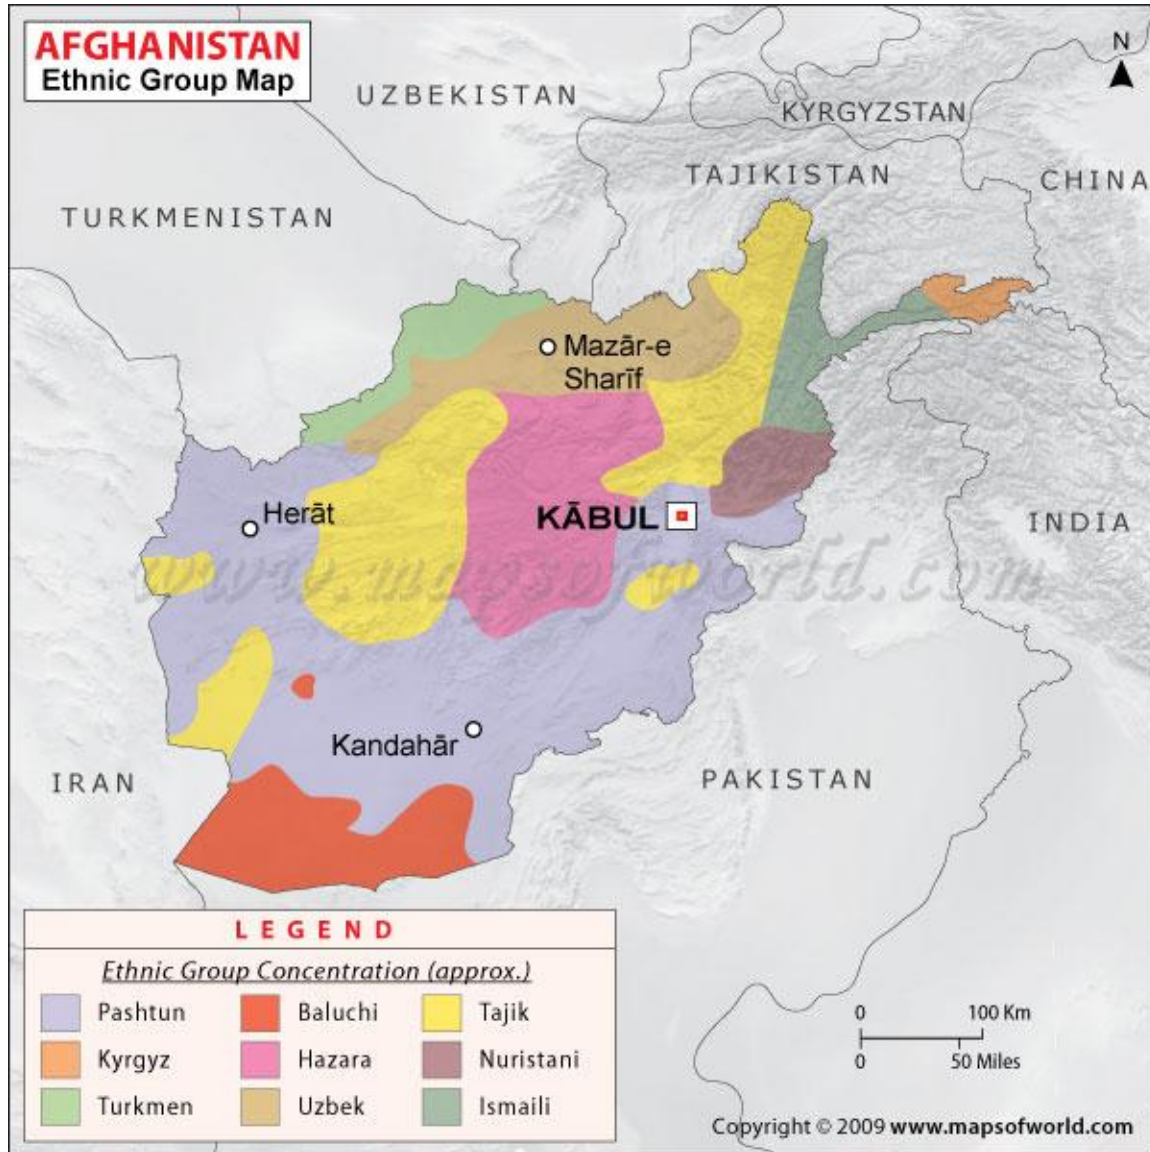 AFGHANISTAN
Ethnic Group Map
N
UZBEKISTAN
KYRGYZSTAN
TAJIKISTAN
CHINA
TURKMENISTAN
Mazār-e
Sharīf
Herāt
KĀBUL
INDIA
www.mapsofworld.com
Kandahār
IRAN
PAKISTAN
LEGEND
Ethnic Group Concentration (approx.)
Pashtun Baluchi Tajik
Kyrgyz Hazara Nuristani
Turkmen Uzbek Ismaili
0 100 Km
0 50 Miles
Copyright © 2009 www.mapsofworld.com